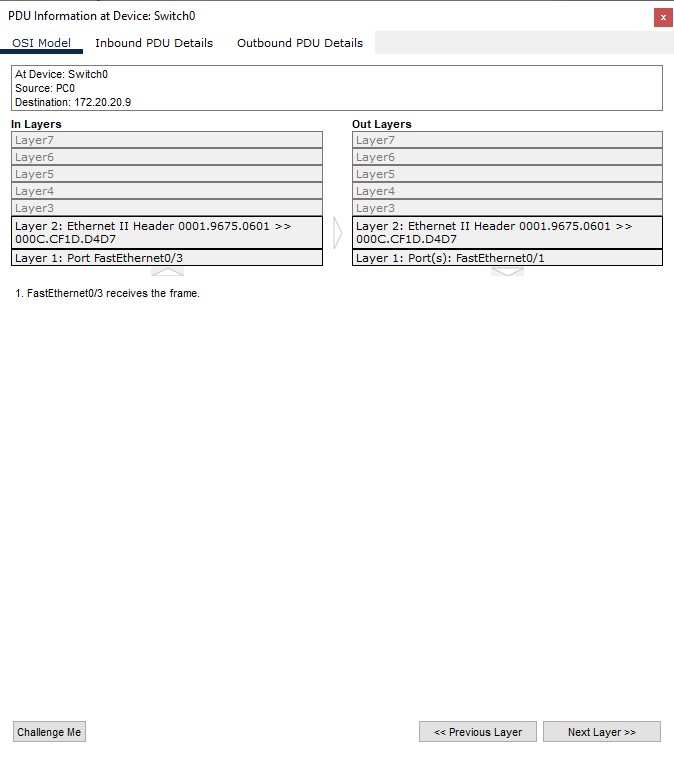 PDU Information at Device: Switch0
x
OSI Model Inbound PDU Details Outbound PDU Details
At Device: Switch0
Source: PC0
Destination: 172.20.20.9
In Layers
Layer7
Layer6
Layer5
Layer4
Layer3
Layer 2: Ethernet II Header 0001.9675.0601 >>
000C.CF1D.D4D7
Layer 1: Port FastEthernet0/3
Out Layers
Layer7
Layer6
Layer5
Layer4
Layer3
Layer 2: Ethernet II Header 0001.9675.0601 >>
000C.CF1D.D4D7
Layer 1: Port(s): FastEthernet0/1
1. FastEthernet0/3 receives the frame.
Challenge Me
<< Previous Layer
Next Layer >>